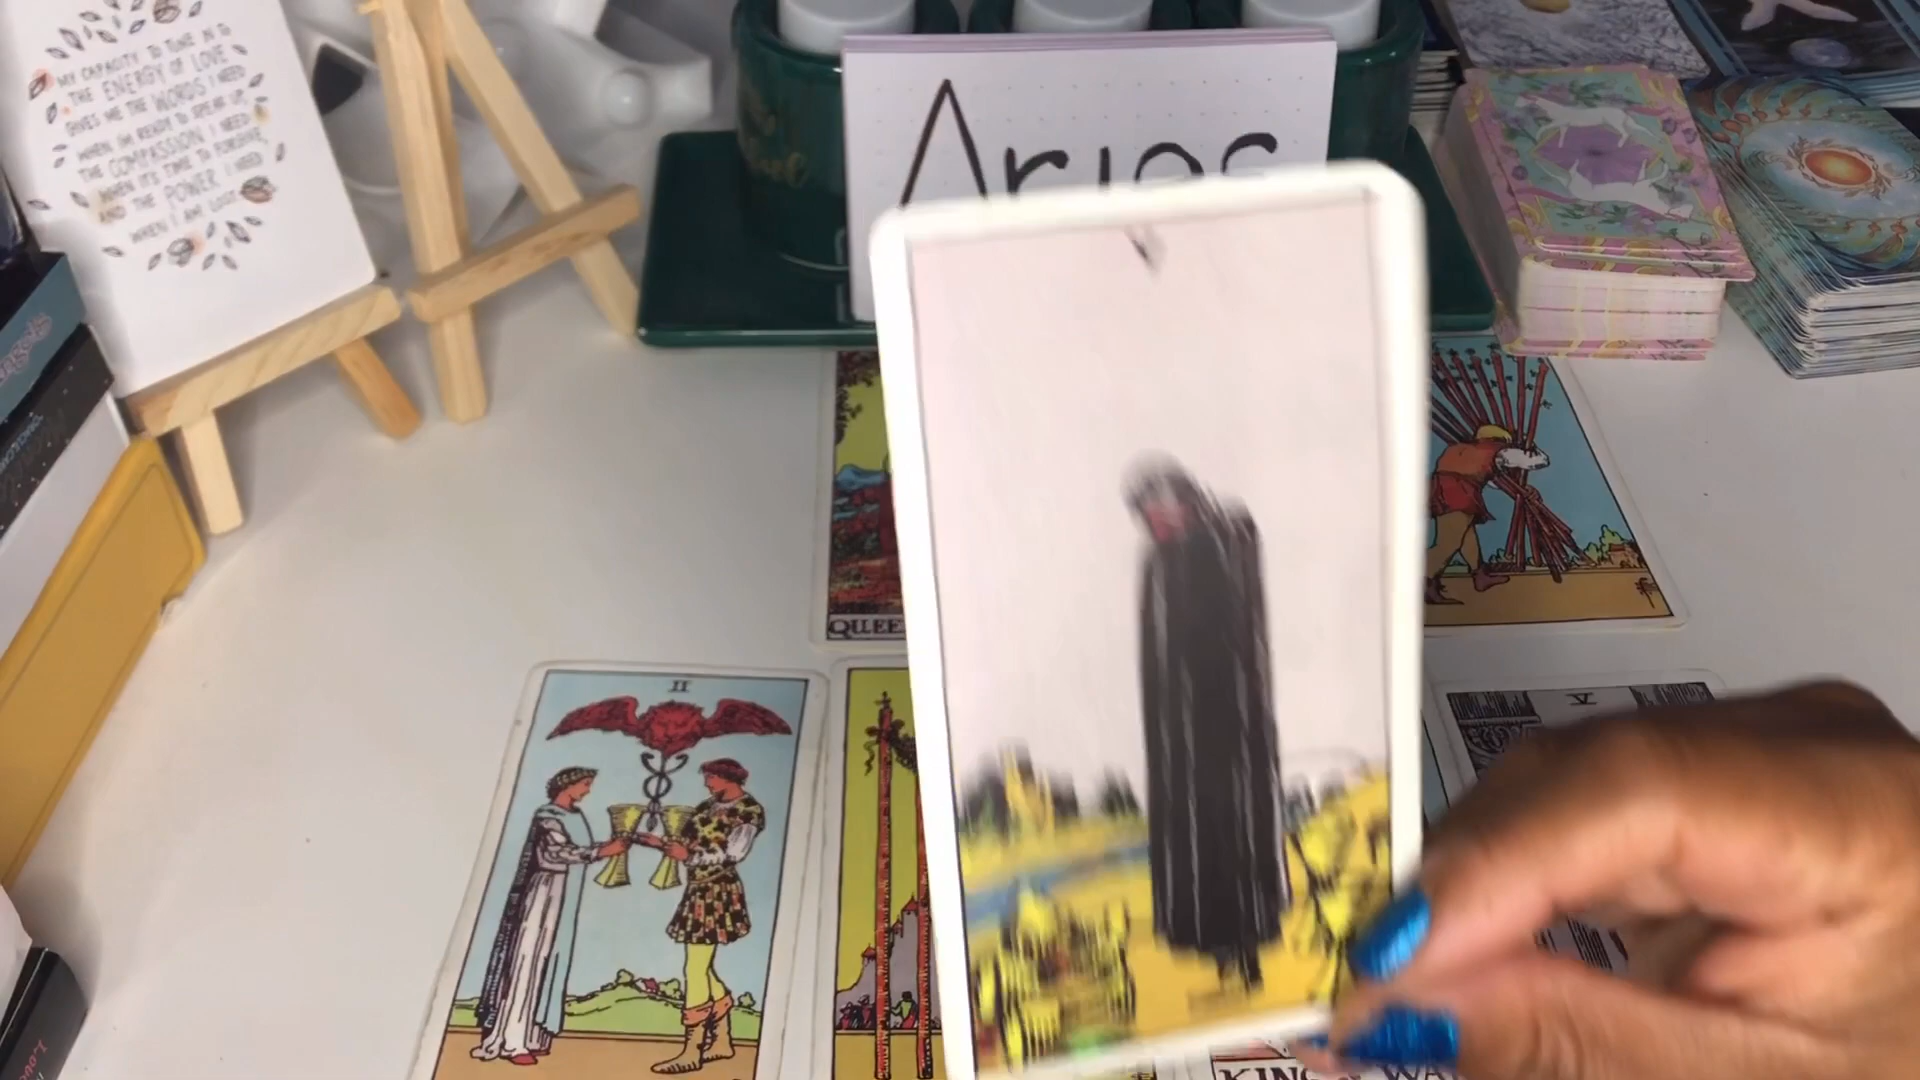 MY CAPACITY TO TUNE IN TO
THE ENERGY OF LOVE
GIVES ME THE WORDS I NEED
WHEN I'M READY TO SPEAK UP,
THE COMPASSION I NEED
WHEN IT'S TIME TO FORGIVE,
AND THE POWER I NEED
WHEN I AM LOST
Aries
V
QUEE
II
V
KING
WA